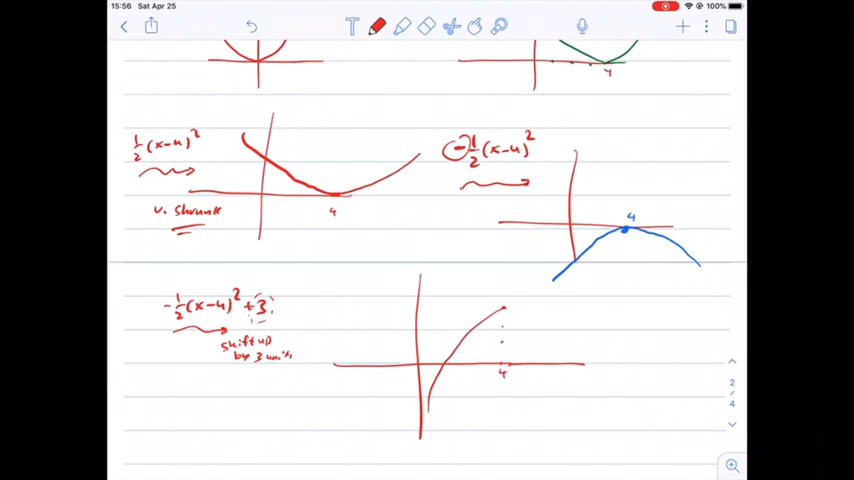 15:56 Sat Apr 25
100%
T
4
½(x-4)²
v. shrunk
4
-½(x-4)²
4
-½(x-4)² +3
shift up
by 3 units
4
2
4